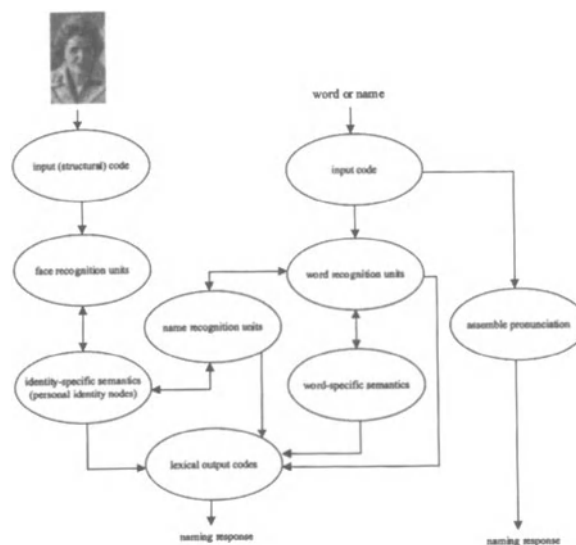 word or name
input (structural) code
input code
face recognition units
word recognition units
name recognition units
assemble pronunciation
identity-specific semantics
(personal identity nodes)
word-specific semantics
lexical output codes
naming response
naming response